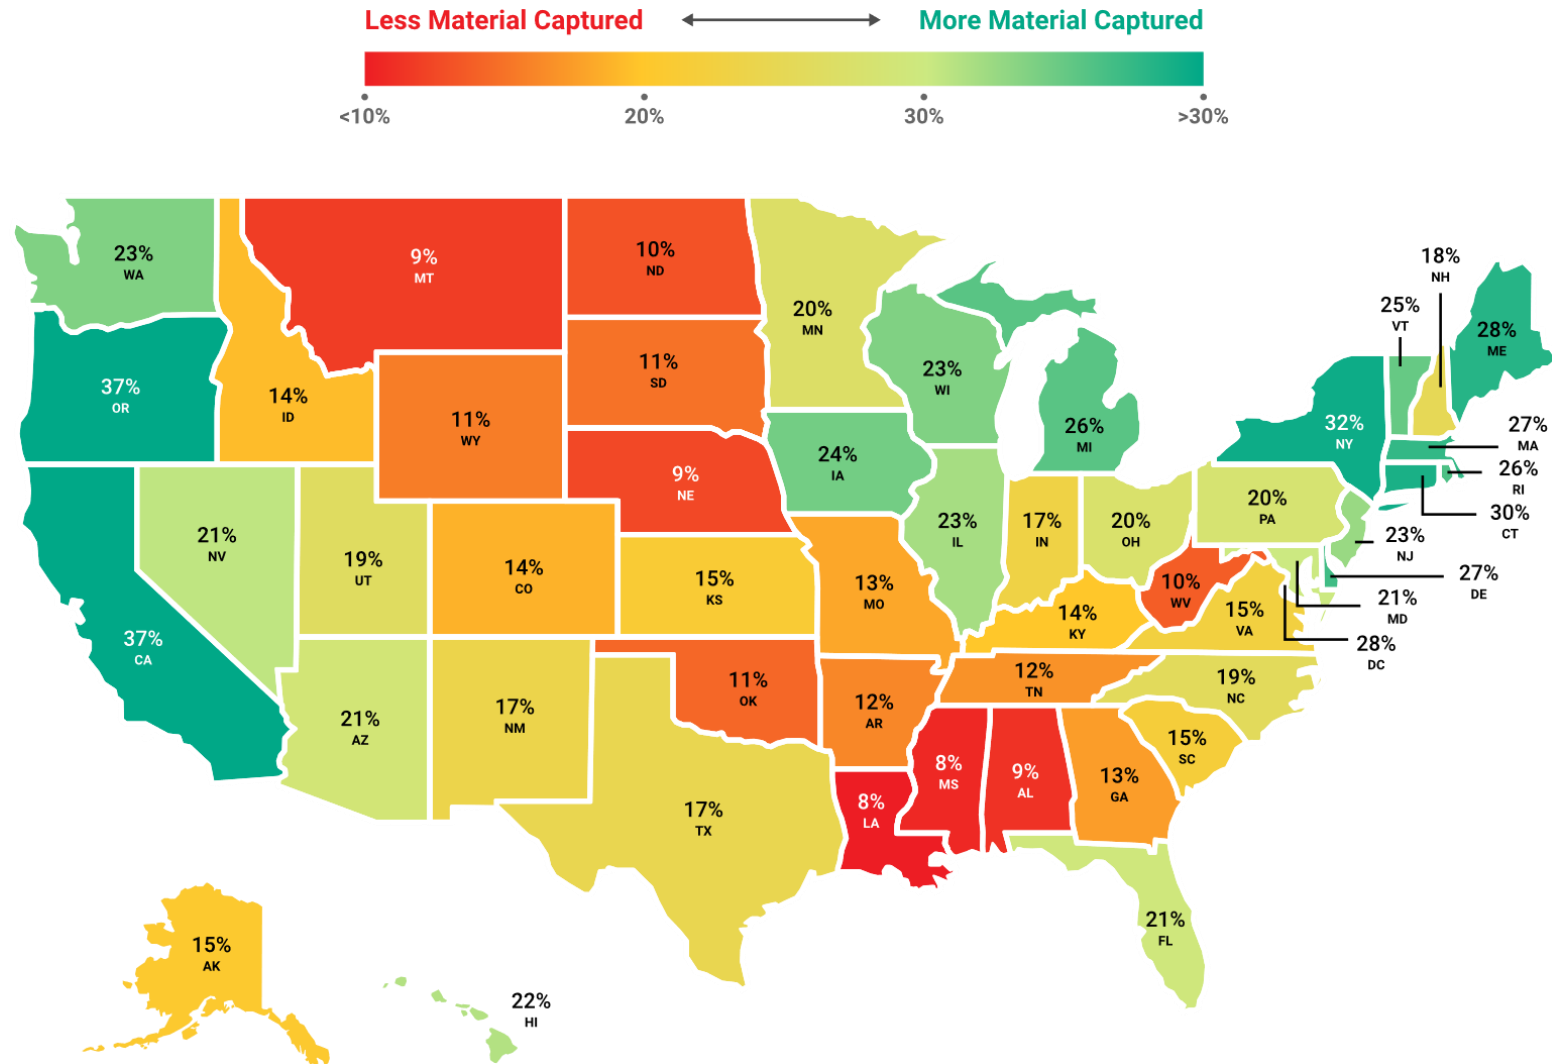 Less Material Captured
More Material Captured
<10%
20%
30%
>30%
23%
WA
9%
MT
10%
ND
20%
MN
18%
NH
25%
VT
28%
ME
37%
OR
14%
ID
11%
WY
11%
SD
23%
WI
26%
MI
32%
NY
27%
MA
26%
RI
30%
CT
24%
IA
9%
NE
21%
NV
19%
UT
14%
CO
15%
KS
13%
MO
23%
IL
17%
IN
20%
OH
20%
PA
23%
NJ
27%
DE
21%
MD
28%
DC
10%
WV
15%
VA
14%
KY
37%
CA
21%
AZ
17%
NM
11%
OK
12%
AR
12%
TN
19%
NC
15%
SC
8%
MS
9%
AL
13%
GA
8%
LA
17%
TX
21%
FL
15%
AK
22%
HI